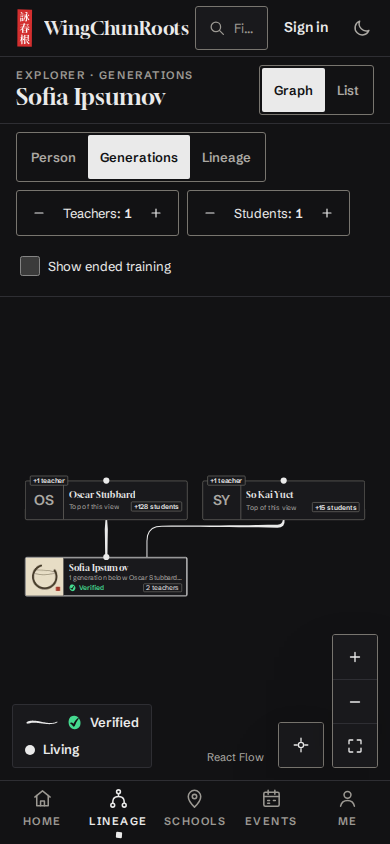 詠春根
WingChunRoots
Fi...
Sign in
EXPLORER · GENERATIONS
Sofia Ipsumov
Graph
List
Person
Generations
Lineage
− Teachers: 1 +
− Students: 1 +
Show ended training
+1 teacher
OS
Oscar Stubbard
Top of this view
+128 students
+1 teacher
SY
So Kai Yuct
Top of this view
+15 students
Sofia Ipsumov
1 generation below Oscar Stubbard...
Verified
2 teachers
+
−
Verified
Living
React Flow
HOME
LINEAGE
SCHOOLS
EVENTS
ME